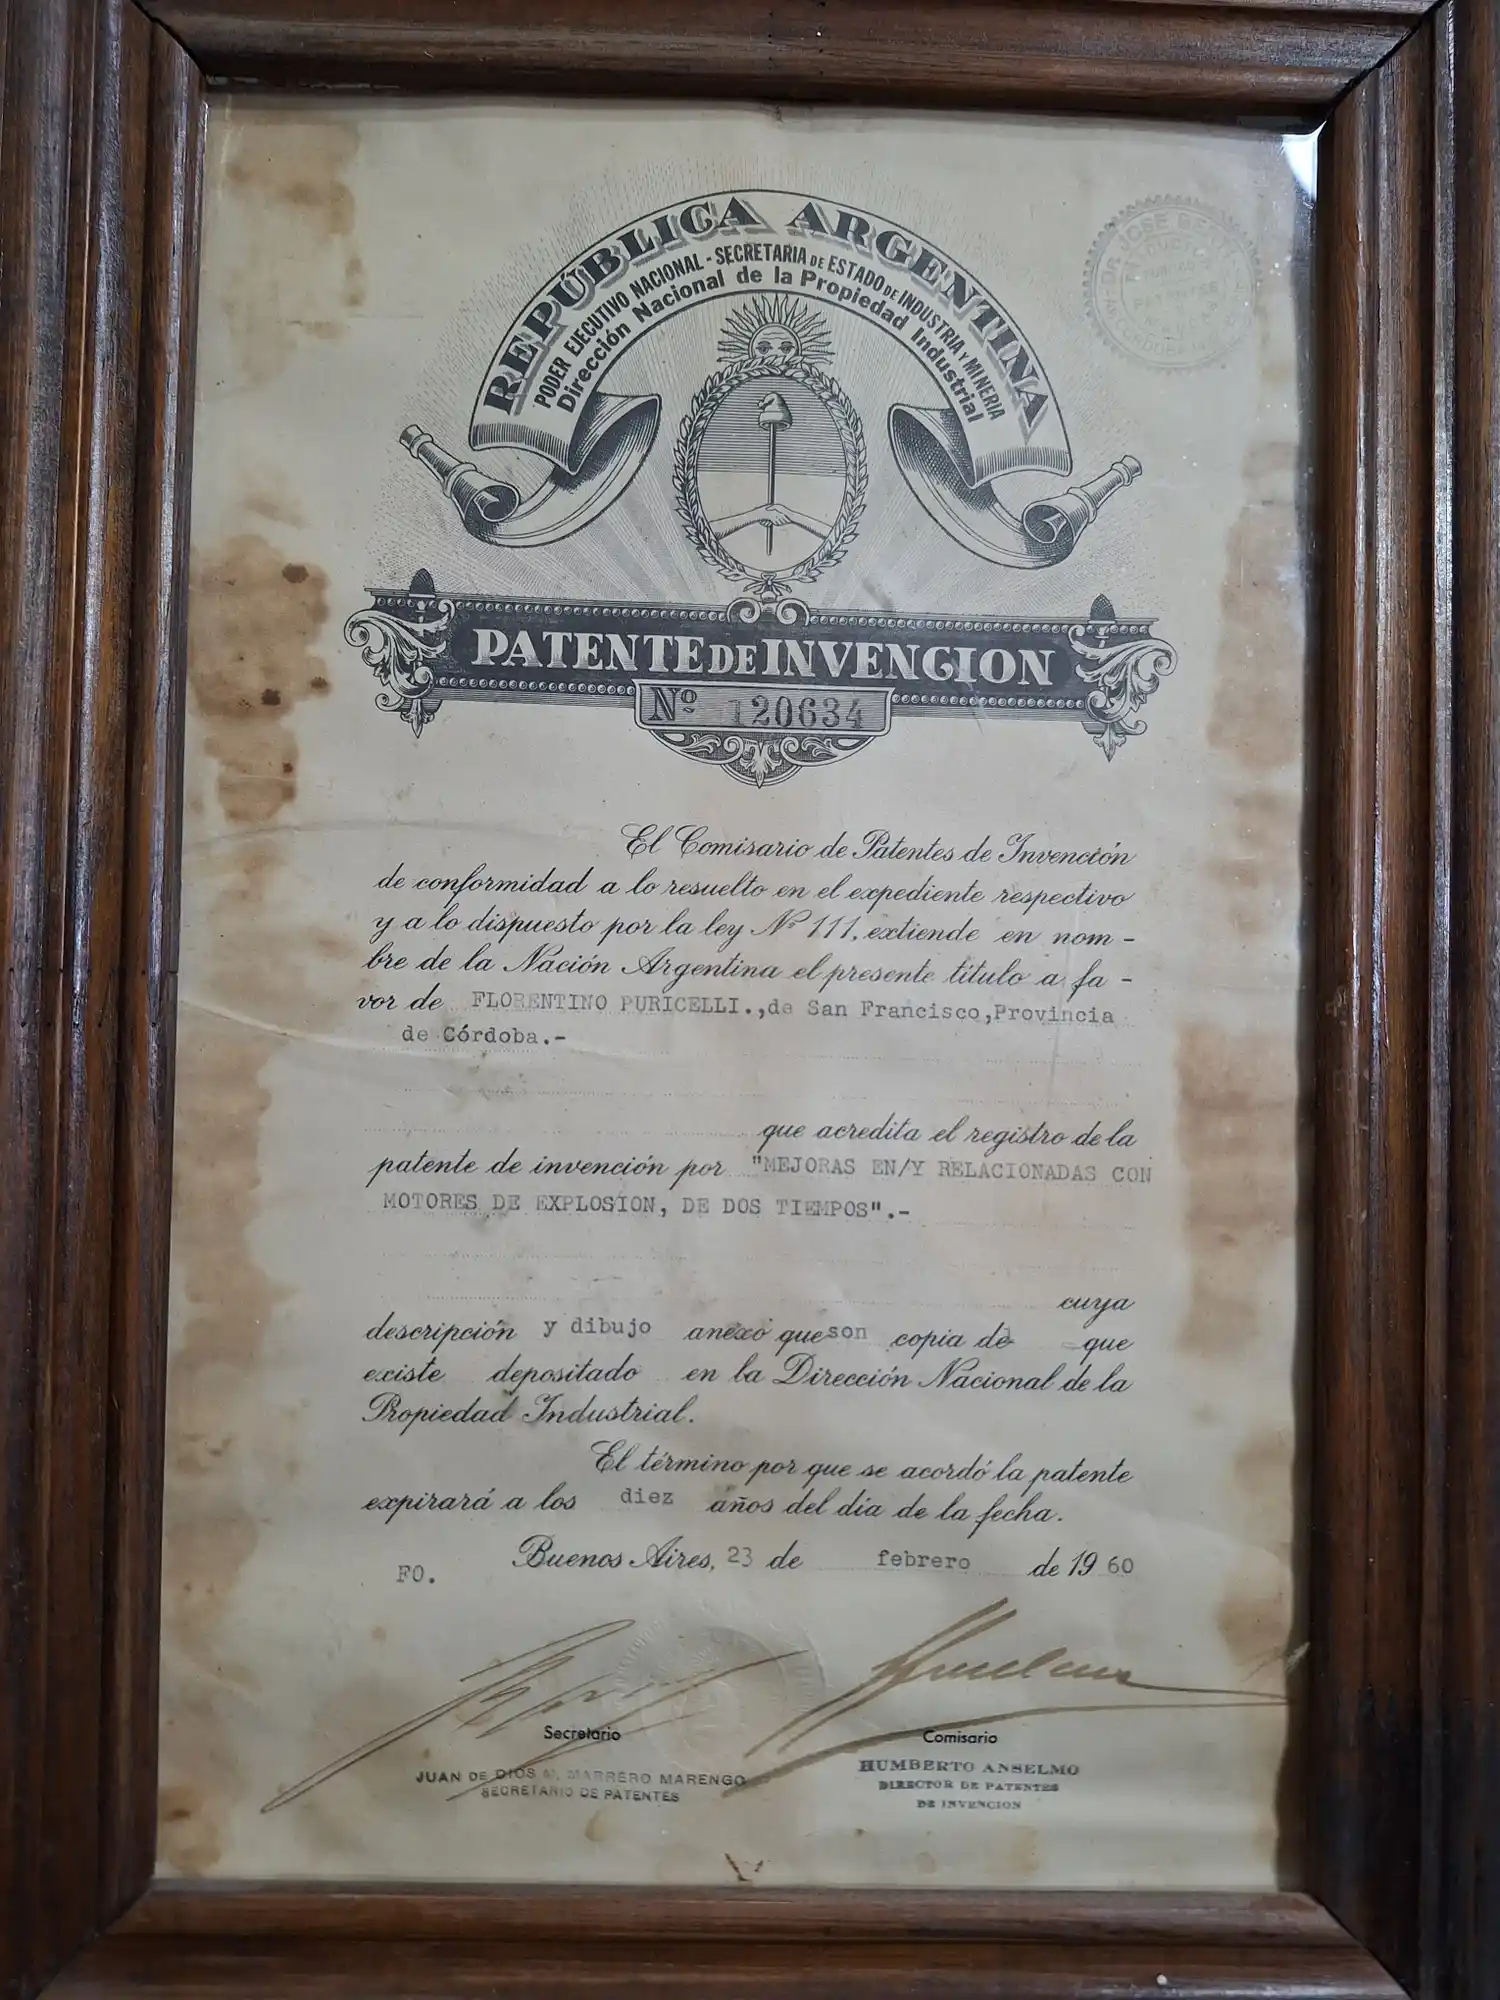 REPÚBLICA ARGENTINA
PODER EJECUTIVO NACIONAL - SECRETARIA DE ESTADO DE INDUSTRIA Y MINERIA
Dirección Nacional de la Propiedad Industrial
PATENTE DE INVENCION
Nº 120634
El Comisario de Patentes de Invención
de conformidad a lo resuelto en el expediente respectivo
y a lo dispuesto por la ley Nº 111, extiende en nom -
bre de la Nación Argentina el presente título a fa -
vor de FLORENTINO PURICELLI.,de San Francisco,Provincia
de Córdoba.-
que acredita el registro de la
patente de invención por "MEJORAS EN/Y RELACIONADAS CON
MOTORES DE EXPLOSION, DE DOS TIEMPOS".-
cuya
descripción y dibujo anexo que son copia de que
existe depositado en la Dirección Nacional de la
Propiedad Industrial.
El término por que se acordó la patente
expirará a los diez años del día de la fecha.
FO. Buenos Aires, 23 de febrero de 1960
Secretario
JUAN DE DIOS M. MARRERO MARENGO
SECRETARIO DE PATENTES
Comisario
HUMBERTO ANSELMO
DIRECTOR DE PATENTES
DE INVENCION